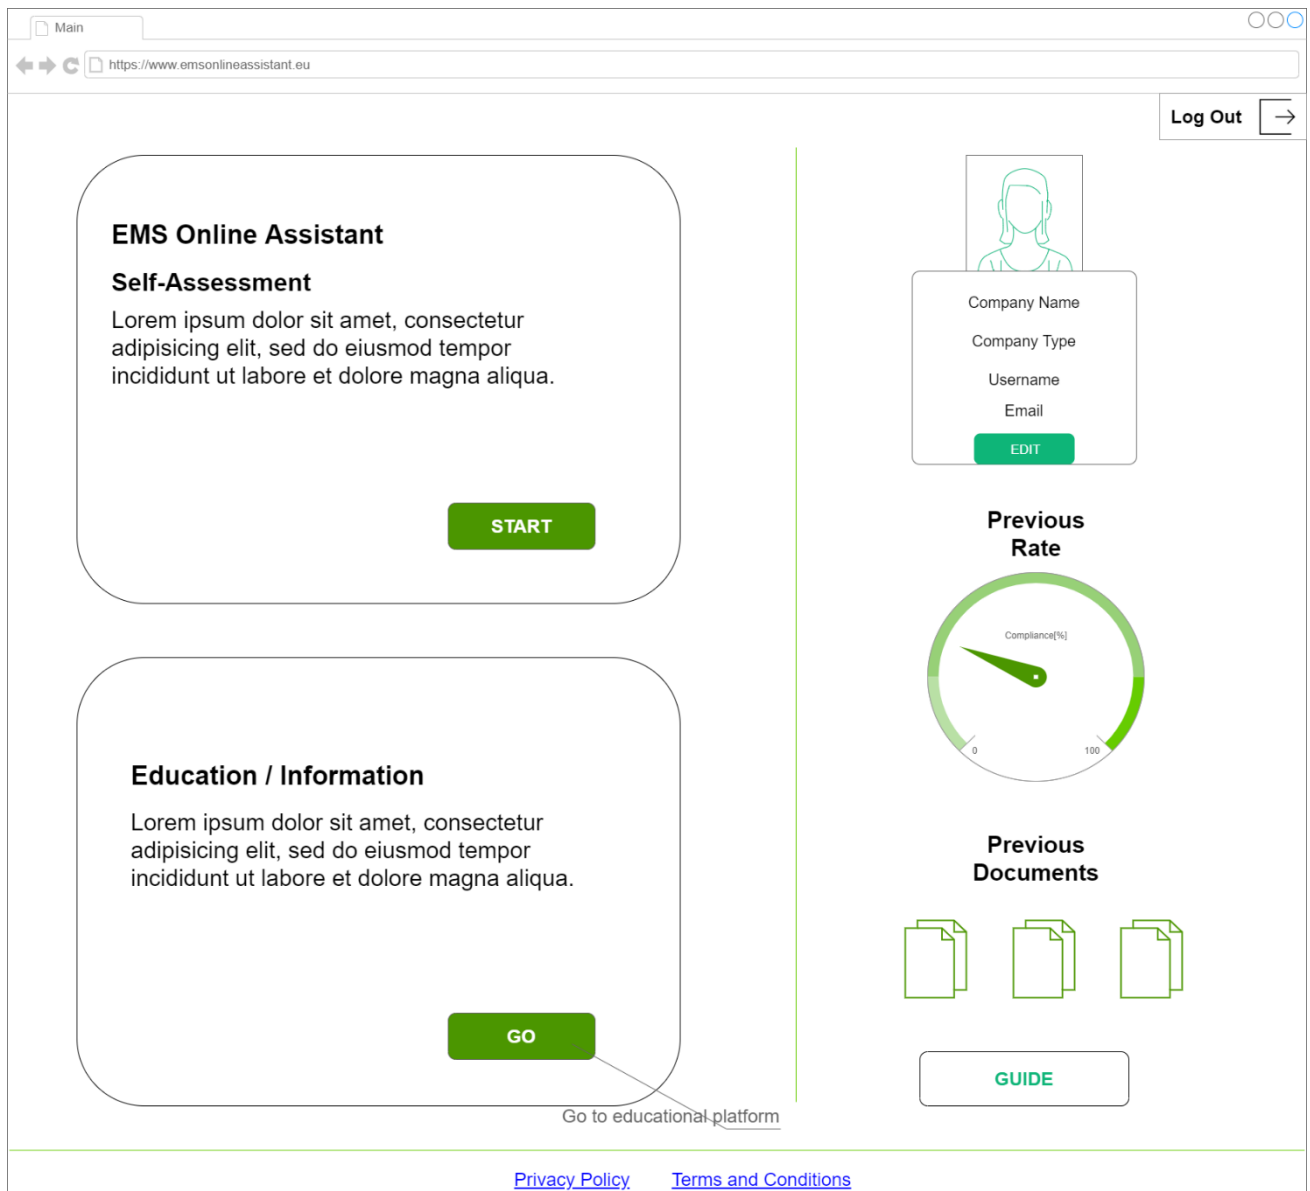 Main
https://www.emsonlineassistant.eu
Log Out
EMS Online Assistant
Self-Assessment
Lorem ipsum dolor sit amet, consectetur
adipisicing elit, sed do eiusmod tempor
incididunt ut labore et dolore magna aliqua.
START
Education / Information
Lorem ipsum dolor sit amet, consectetur
adipisicing elit, sed do eiusmod tempor
incididunt ut labore et dolore magna aliqua.
GO
Go to educational platform
Company Name
Company Type
Username
Email
EDIT
Previous
Rate
Compliance[%]
0
100
Previous
Documents
GUIDE
Privacy Policy
Terms and Conditions